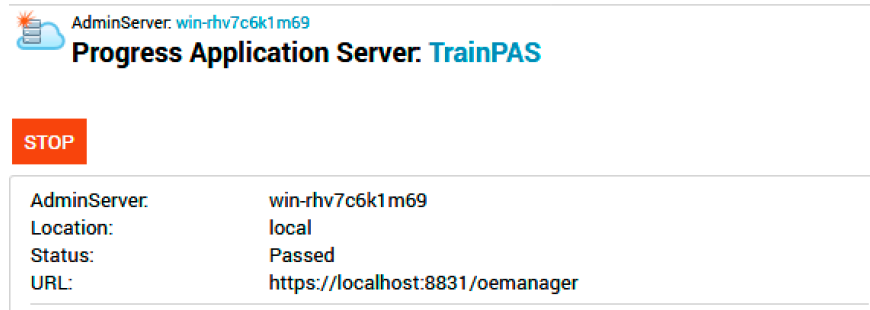 AdminServer: win-rhv7c6k1m69
Progress Application Server: TrainPAS
STOP
AdminServer: win-rhv7c6k1m69
Location: local
Status: Passed
URL: https://localhost:8831/oemanager